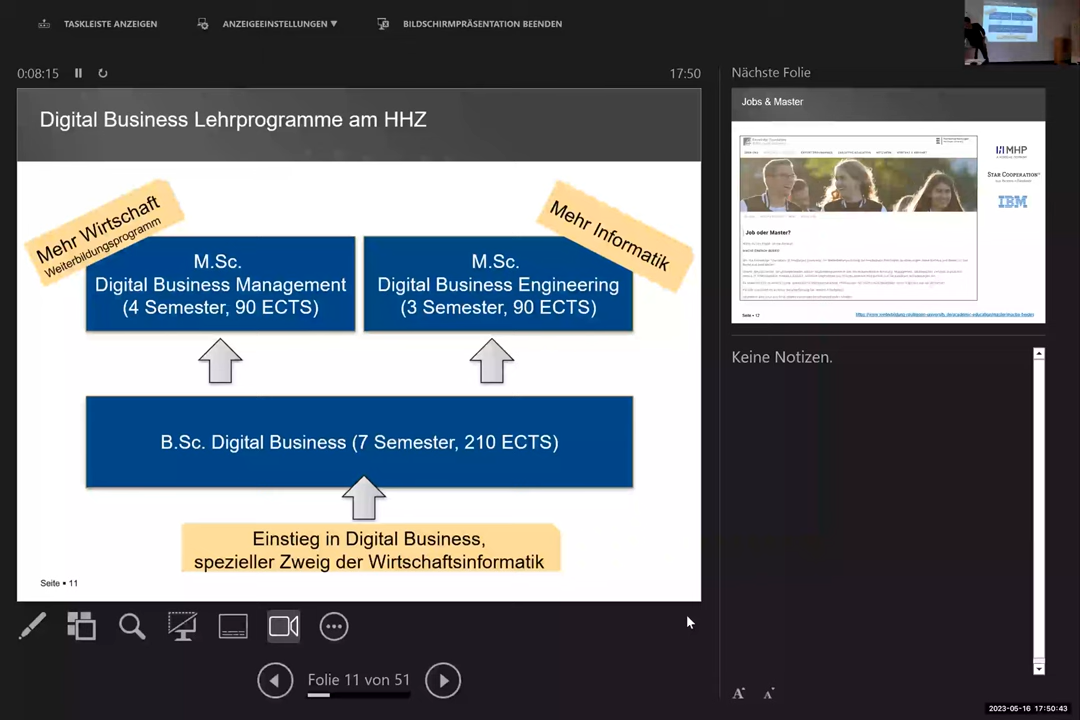 TASKLEISTE ANZEIGEN
ANZEIGEEINSTELLUNGEN ▼
BILDSCHIRMPRÄSENTATION BEENDEN
0:08:15
17:50
Digital Business Lehrprogramme am HHZ
Mehr Wirtschaft
Weiterbildungsprogramm
Mehr Informatik
M.Sc.
Digital Business Management
(4 Semester, 90 ECTS)
M.Sc.
Digital Business Engineering
(3 Semester, 90 ECTS)
B.Sc. Digital Business (7 Semester, 210 ECTS)
Einstieg in Digital Business,
spezieller Zweig der Wirtschaftsinformatik
Seite ▪ 11
Folie 11 von 51
Nächste Folie
Jobs & Master
MHP
STAR COOPERATION
IBM
Job oder Master?
Seite ▪ 12
Keine Notizen.
A A
2023-05-16 17:50:43